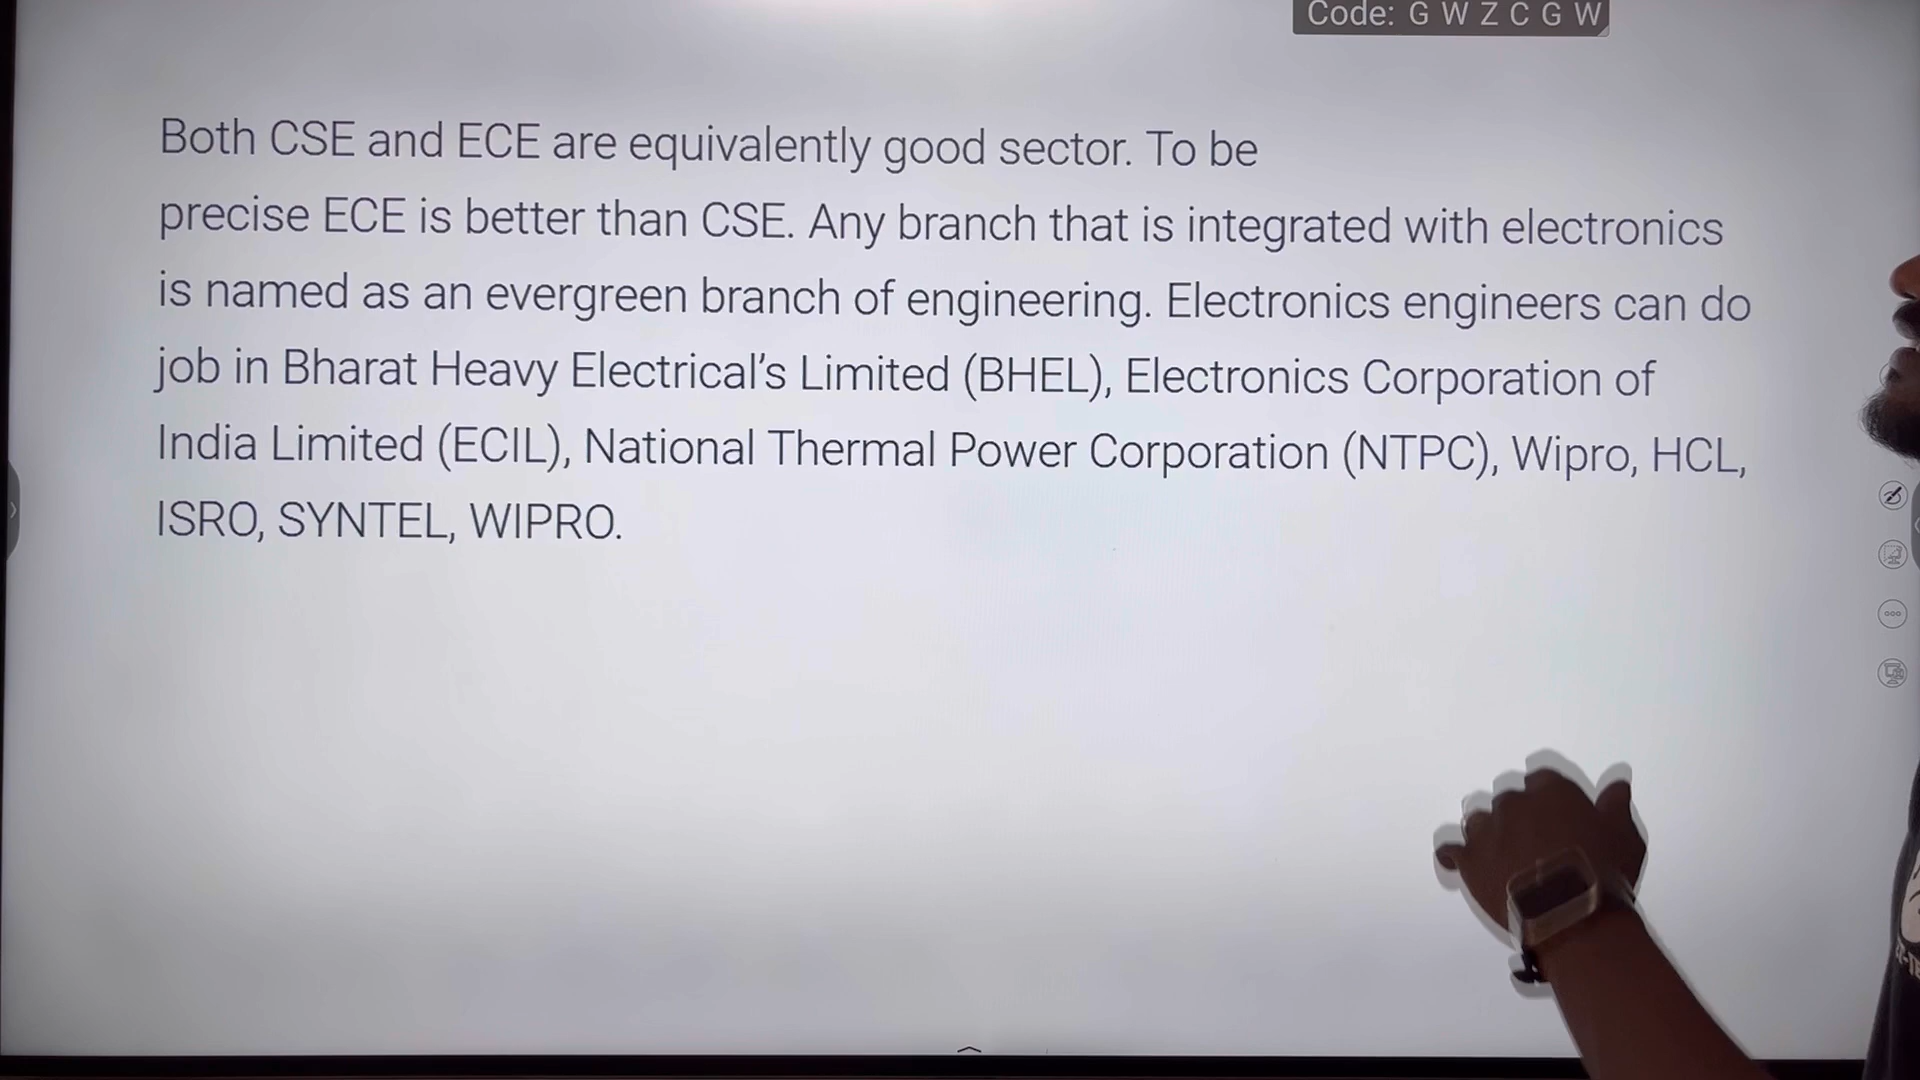 Code: G W Z C G W
Both CSE and ECE are equivalently good sector. To be
precise ECE is better than CSE. Any branch that is integrated with electronics
is named as an evergreen branch of engineering. Electronics engineers can do
job in Bharat Heavy Electrical’s Limited (BHEL), Electronics Corporation of
India Limited (ECIL), National Thermal Power Corporation (NTPC), Wipro, HCL,
ISRO, SYNTEL, WIPRO.